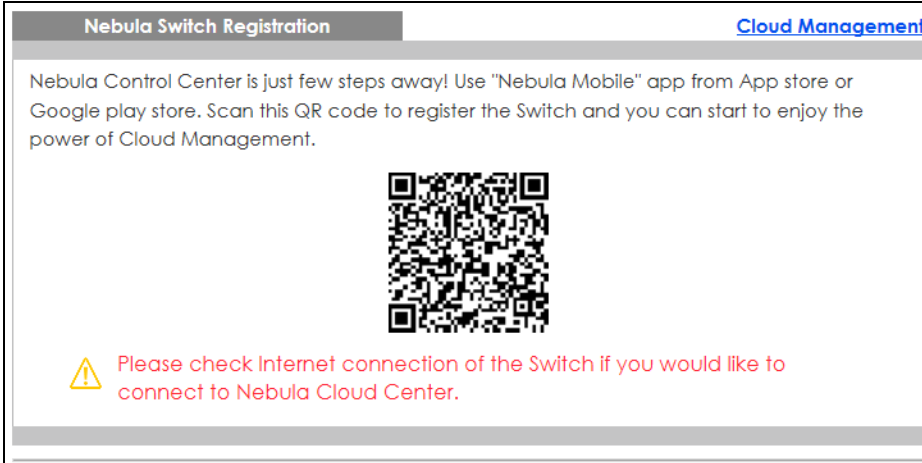 Nebula Switch Registration
Cloud Management
Nebula Control Center is just few steps away! Use "Nebula Mobile" app from App store or
Google play store. Scan this QR code to register the Switch and you can start to enjoy the
power of Cloud Management.
Please check Internet connection of the Switch if you would like to
connect to Nebula Cloud Center.